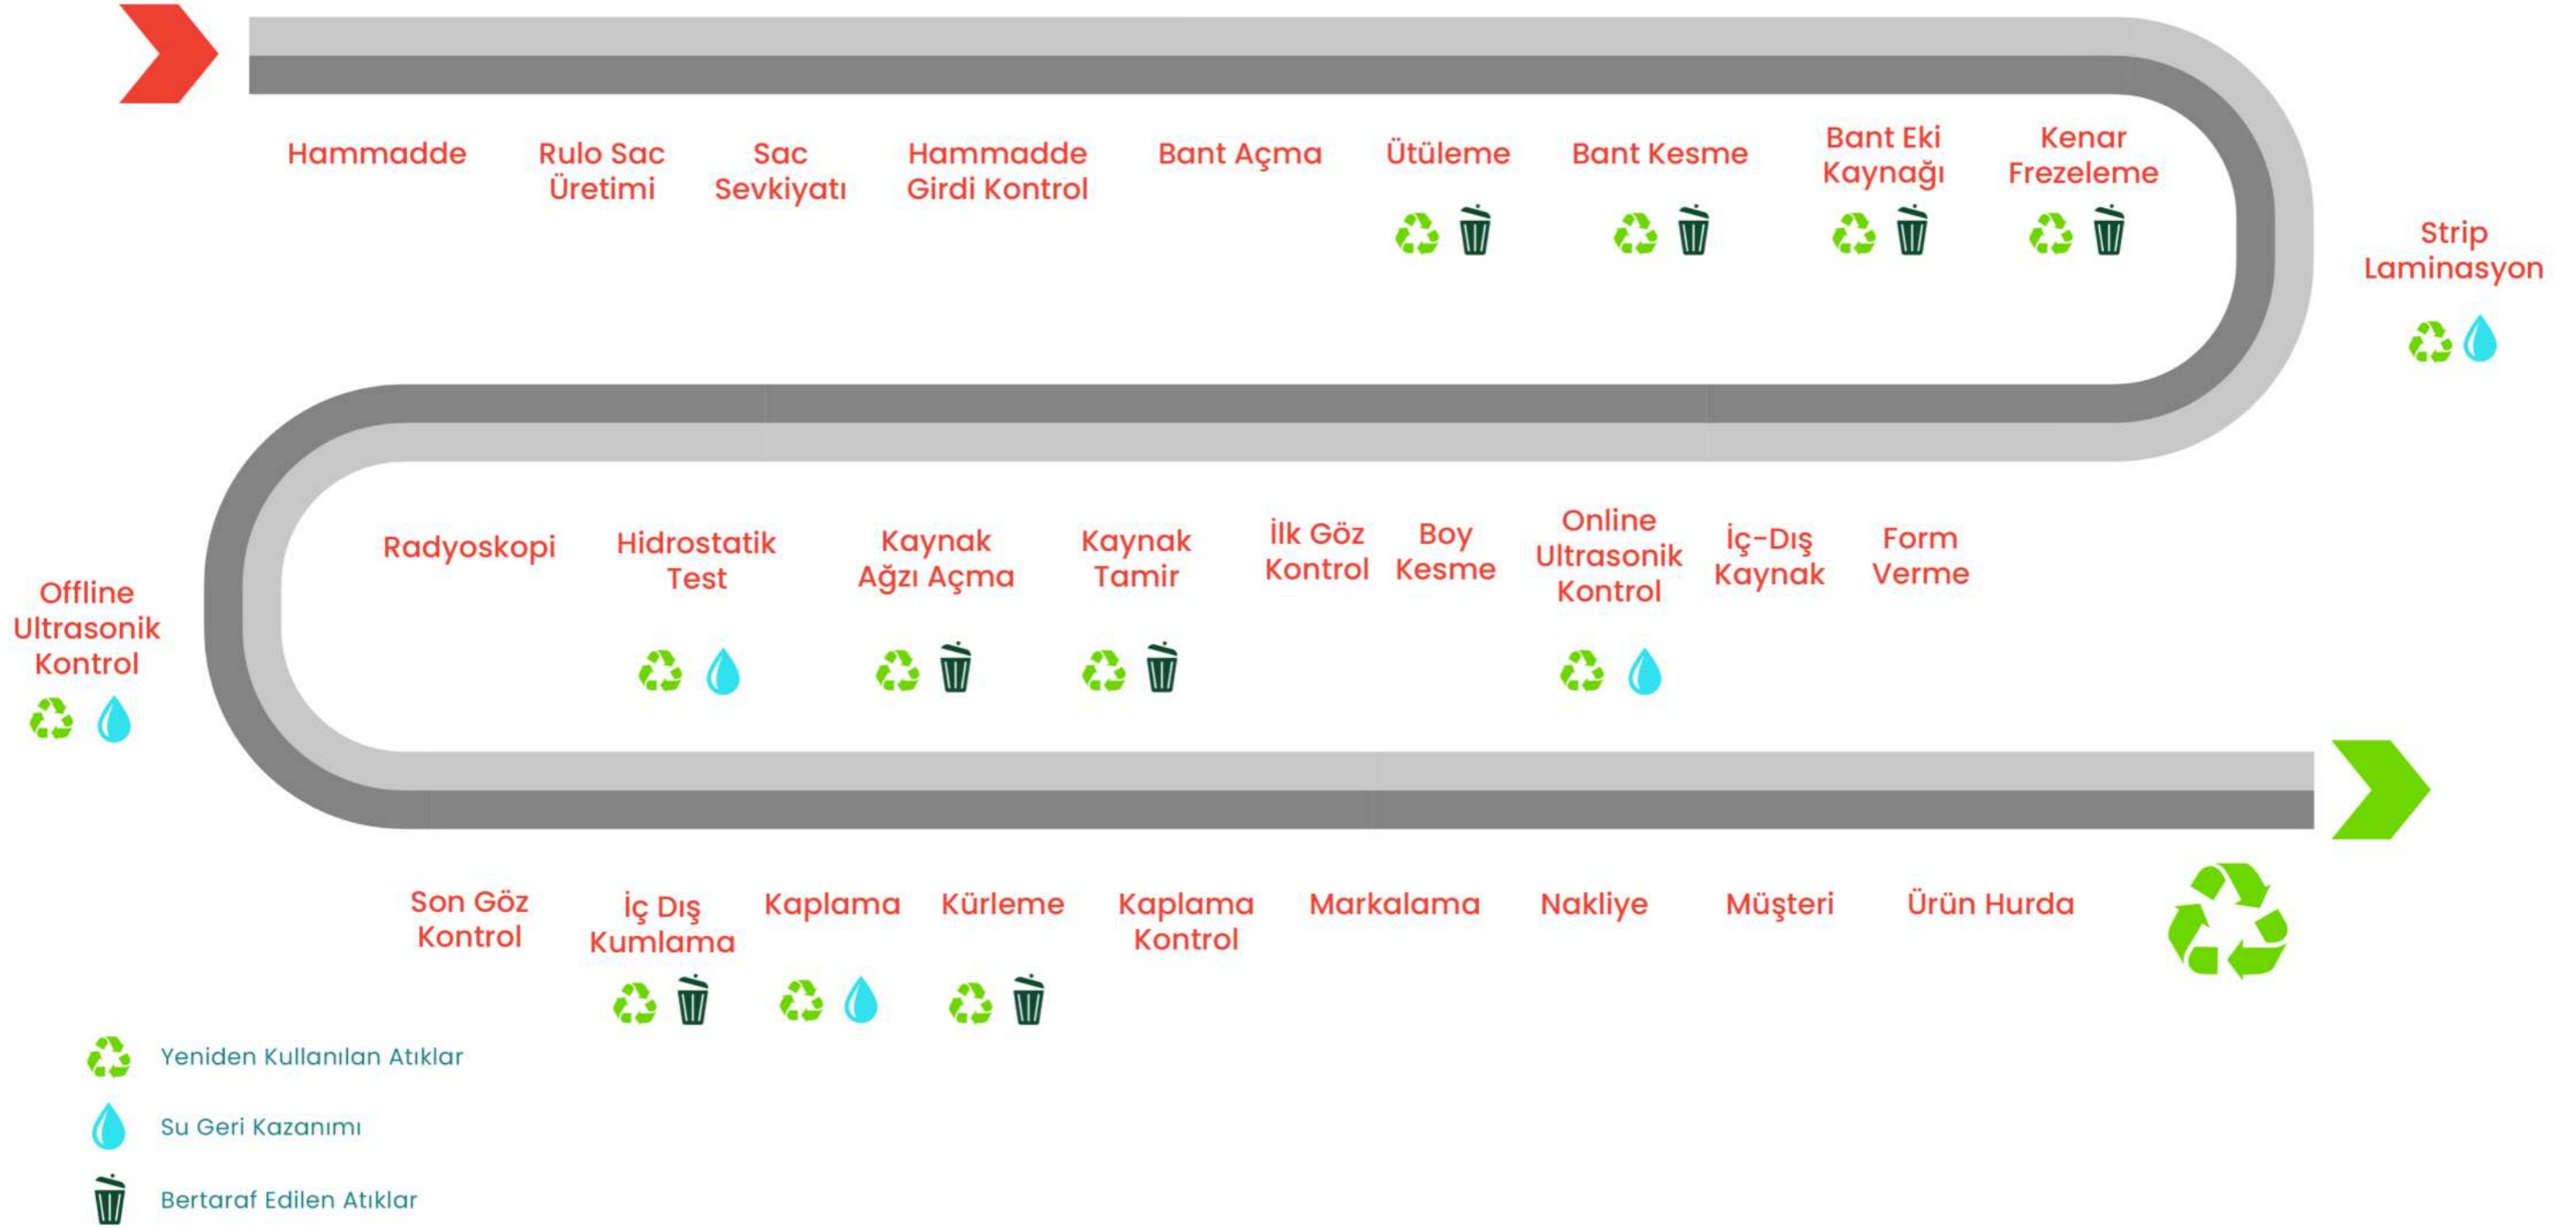 Hammadde
Rulo Sac
Üretimi
Sac
Sevkiyatı
Hammadde
Girdi Kontrol
Bant Açma
Ütüleme
Bant Kesme
Bant Eki
Kaynağı
Kenar
Frezeleme
Strip
Laminasyon
Radyoskopi
Hidrostatik
Test
Kaynak
Ağzı Açma
Kaynak
Tamir
İlk Göz
Kontrol
Boy
Kesme
Online
Ultrasonik
Kontrol
İç-Dış
Kaynak
Form
Verme
Offline
Ultrasonik
Kontrol
Son Göz
Kontrol
İç Dış
Kumlama
Kaplama
Kürleme
Kaplama
Kontrol
Markalama
Nakliye
Müşteri
Ürün Hurda
Yeniden Kullanılan Atıklar
Su Geri Kazanımı
Bertaraf Edilen Atıklar